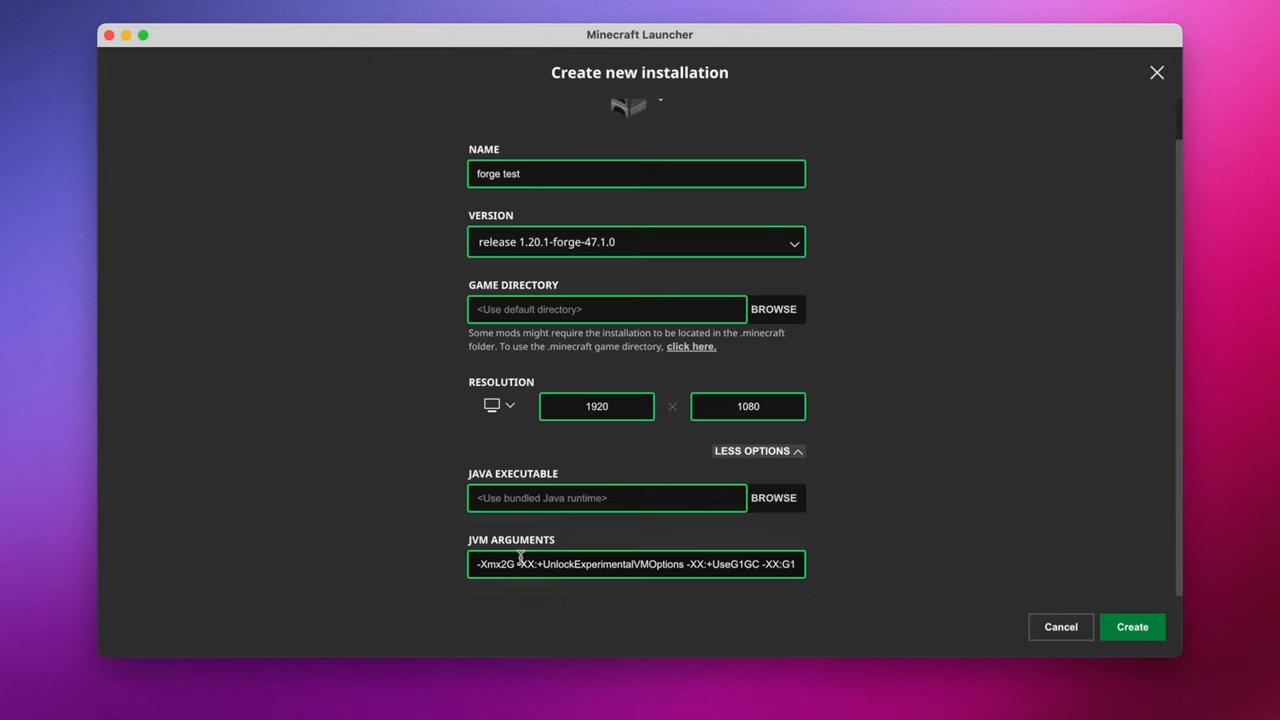 Minecraft Launcher
Create new installation
NAME
forge test
VERSION
release 1.20.1-forge-47.1.0
GAME DIRECTORY
<Use default directory> BROWSE
Some mods might require the installation to be located in the .minecraft
folder. To use the .minecraft game directory, click here.
RESOLUTION
1920 1080
LESS OPTIONS
JAVA EXECUTABLE
<Use bundled Java runtime> BROWSE
JVM ARGUMENTS
-Xmx2G -XX:+UnlockExperimentalVMOptions -XX:+UseG1GC -XX:G1
Cancel Create